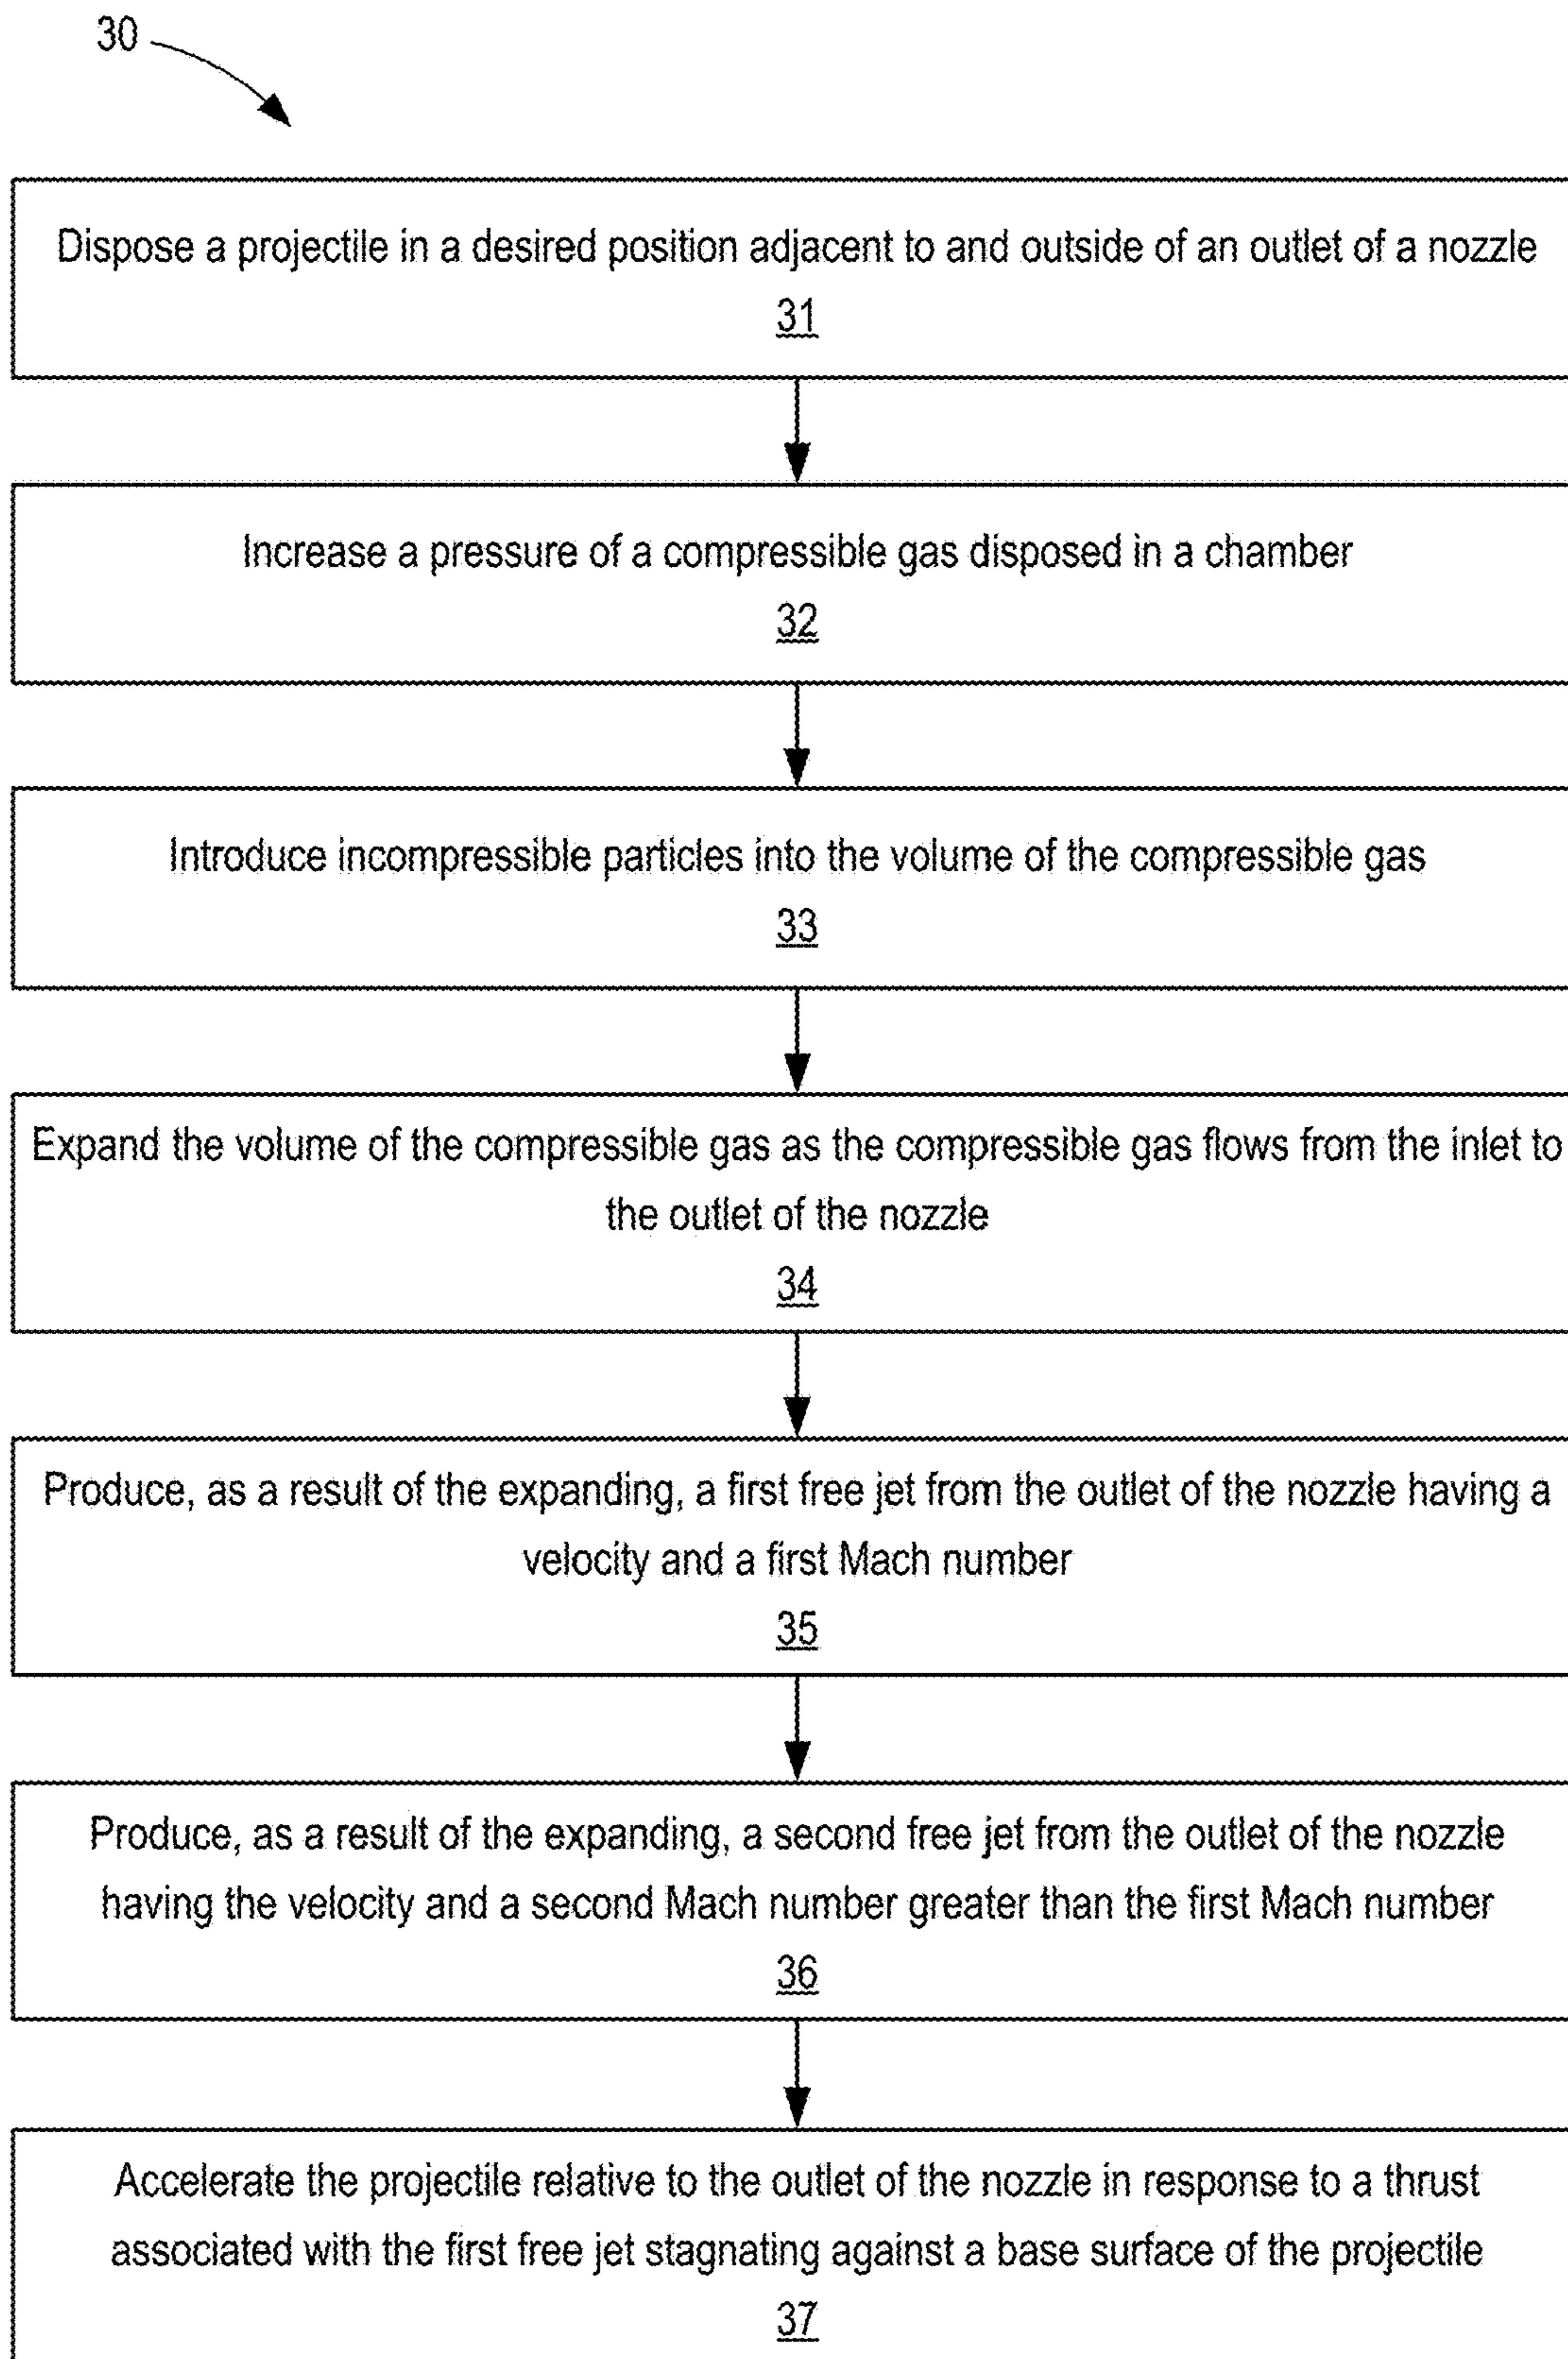 30
Dispose a projectile in a desired position adjacent to and outside of an outlet of a nozzle
31
Increase a pressure of a compressible gas disposed in a chamber
32
Introduce incompressible particles into the volume of the compressible gas
33
Expand the volume of the compressible gas as the compressible gas flows from the inlet to
the outlet of the nozzle
34
Produce, as a result of the expanding, a first free jet from the outlet of the nozzle having a
velocity and a first Mach number
35
Produce, as a result of the expanding, a second free jet from the outlet of the nozzle
having the velocity and a second Mach number greater than the first Mach number
36
Accelerate the projectile relative to the outlet of the nozzle in response to a thrust
associated with the first free jet stagnating against a base surface of the projectile
37